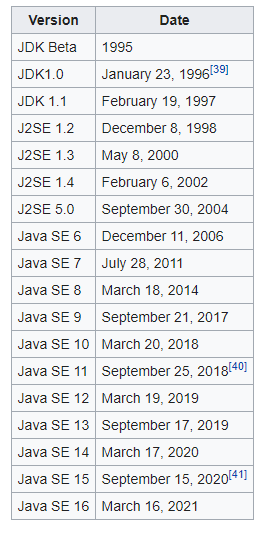 Version Date
JDK Beta 1995
JDK1.0 January 23, 1996[39]
JDK 1.1 February 19, 1997
J2SE 1.2 December 8, 1998
J2SE 1.3 May 8, 2000
J2SE 1.4 February 6, 2002
J2SE 5.0 September 30, 2004
Java SE 6 December 11, 2006
Java SE 7 July 28, 2011
Java SE 8 March 18, 2014
Java SE 9 September 21, 2017
Java SE 10 March 20, 2018
Java SE 11 September 25, 2018[40]
Java SE 12 March 19, 2019
Java SE 13 September 17, 2019
Java SE 14 March 17, 2020
Java SE 15 September 15, 2020[41]
Java SE 16 March 16, 2021